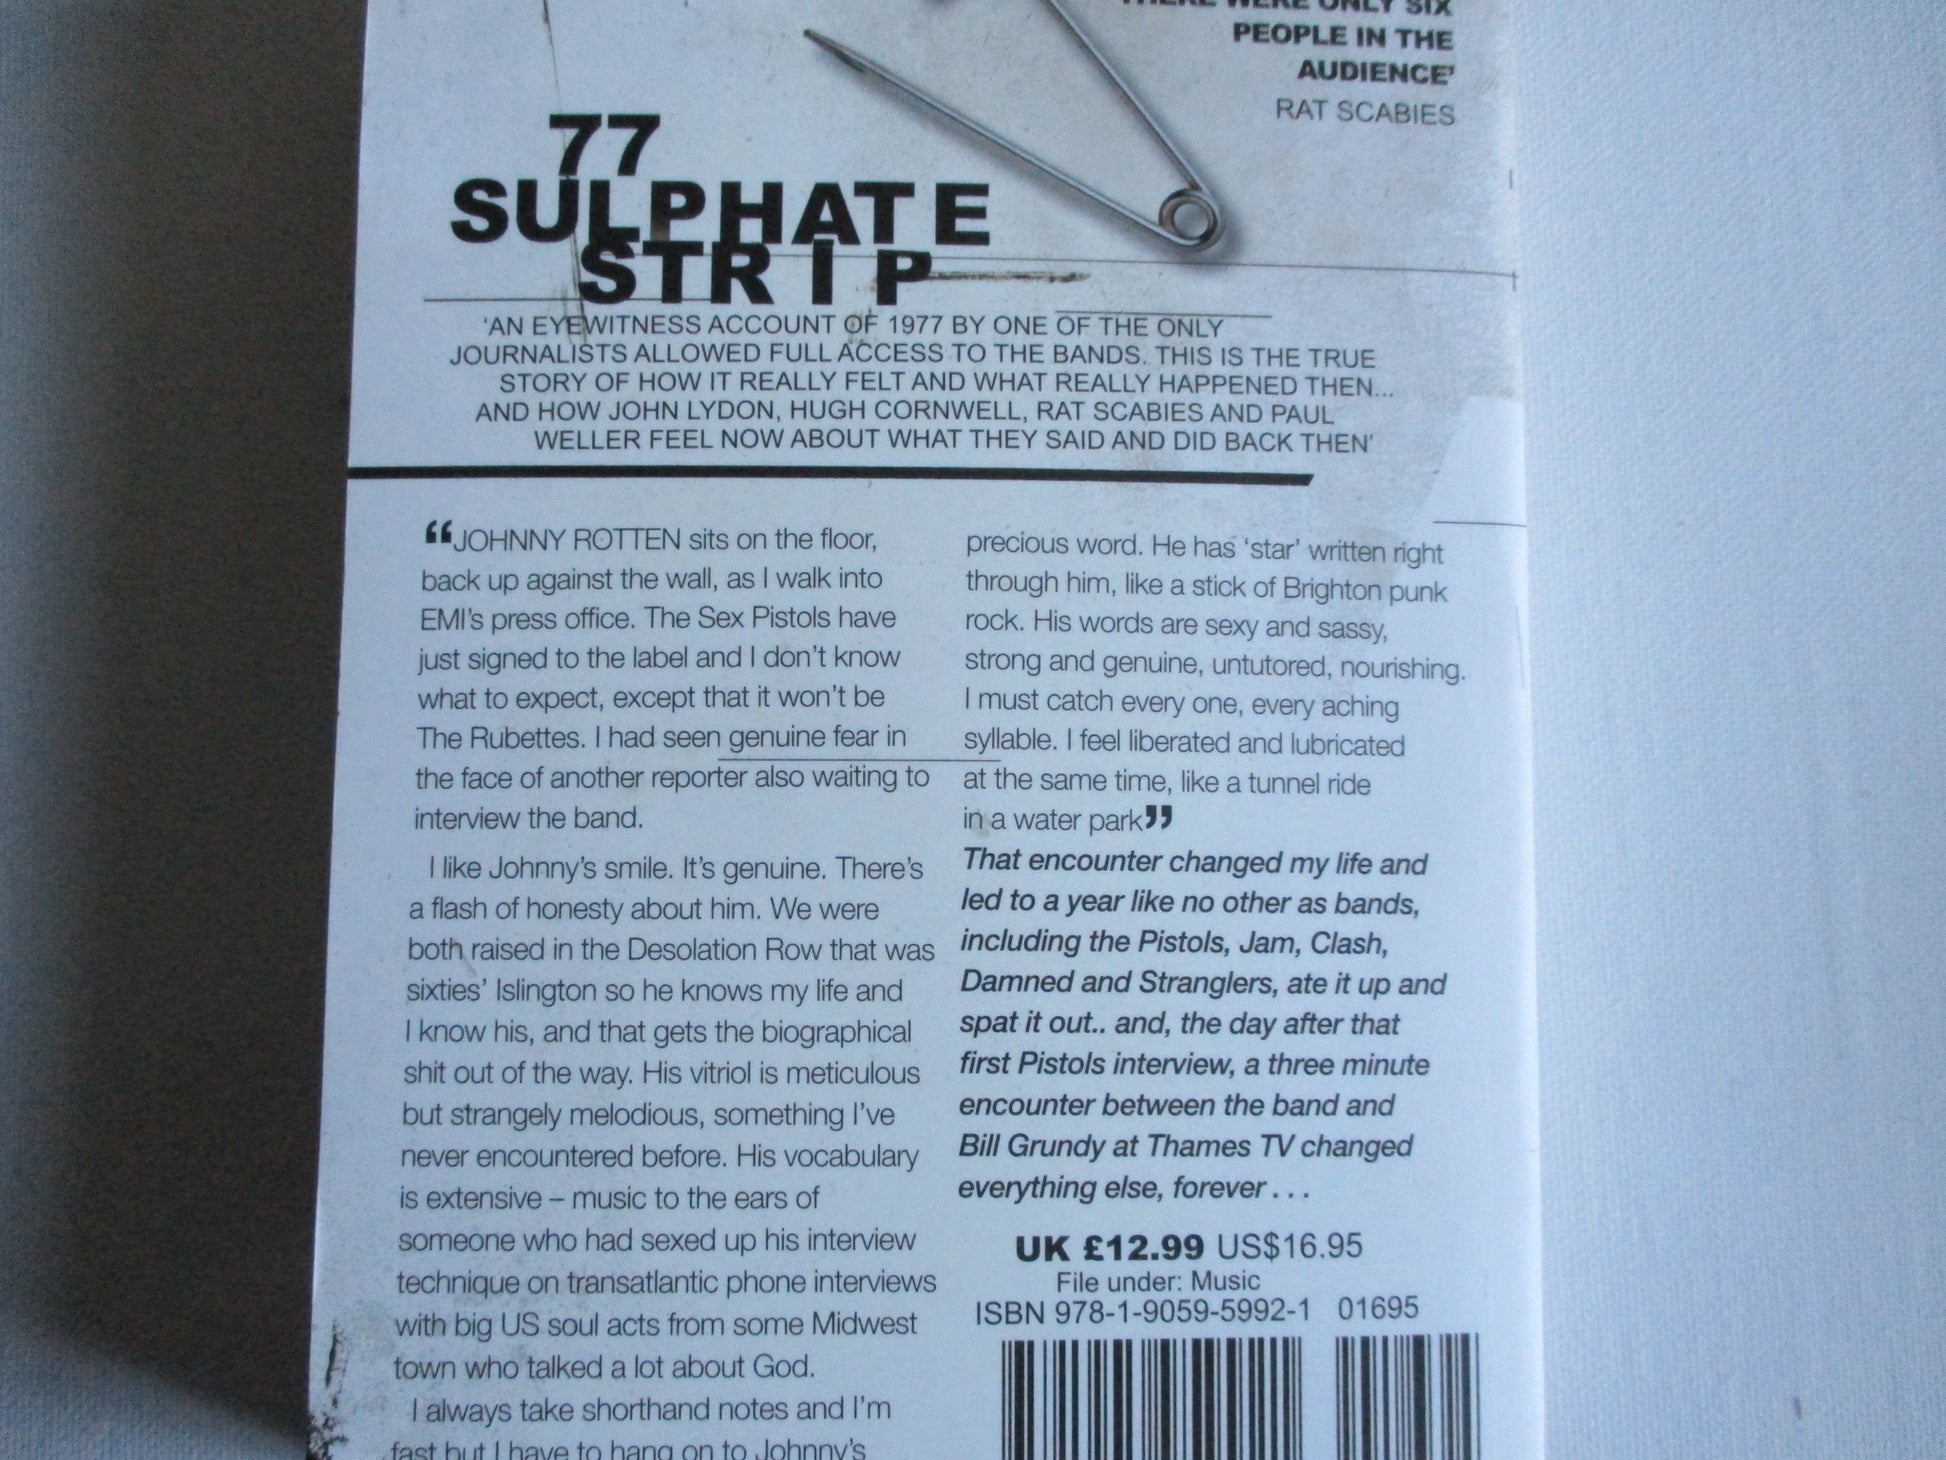 THERE WERE ONLY SIX
PEOPLE IN THE
AUDIENCE'
RAT SCABIES
77
SULPHATE
STRIP
'AN EYEWITNESS ACCOUNT OF 1977 BY ONE OF THE ONLY
JOURNALISTS ALLOWED FULL ACCESS TO THE BANDS. THIS IS THE TRUE
STORY OF HOW IT REALLY FELT AND WHAT REALLY HAPPENED THEN...
AND HOW JOHN LYDON, HUGH CORNWELL, RAT SCABIES AND PAUL
WELLER FEEL NOW ABOUT WHAT THEY SAID AND DID BACK THEN'
“JOHNNY ROTTEN sits on the floor,
back up against the wall, as I walk into
EMI's press office. The Sex Pistols have
just signed to the label and I don't know
what to expect, except that it won't be
The Rubettes. I had seen genuine fear in
the face of another reporter also waiting to
interview the band.
I like Johnny's smile. It's genuine. There's
a flash of honesty about him. We were
both raised in the Desolation Row that was
sixties' Islington so he knows my life and
I know his, and that gets the biographical
shit out of the way. His vitriol is meticulous
but strangely melodious, something I've
never encountered before. His vocabulary
is extensive – music to the ears of
someone who had sexed up his interview
technique on transatlantic phone interviews
with big US soul acts from some Midwest
town who talked a lot about God.
I always take shorthand notes and I'm
fast but I have to hang on to Johnny's
precious word. He has 'star' written right
through him, like a stick of Brighton punk
rock. His words are sexy and sassy,
strong and genuine, untutored, nourishing.
I must catch every one, every aching
syllable. I feel liberated and lubricated
at the same time, like a tunnel ride
in a water park”
That encounter changed my life and
led to a year like no other as bands,
including the Pistols, Jam, Clash,
Damned and Stranglers, ate it up and
spat it out.. and, the day after that
first Pistols interview, a three minute
encounter between the band and
Bill Grundy at Thames TV changed
everything else, forever . . .
UK £12.99 US$16.95
File under: Music
ISBN 978-1-9059-5992-1 01695